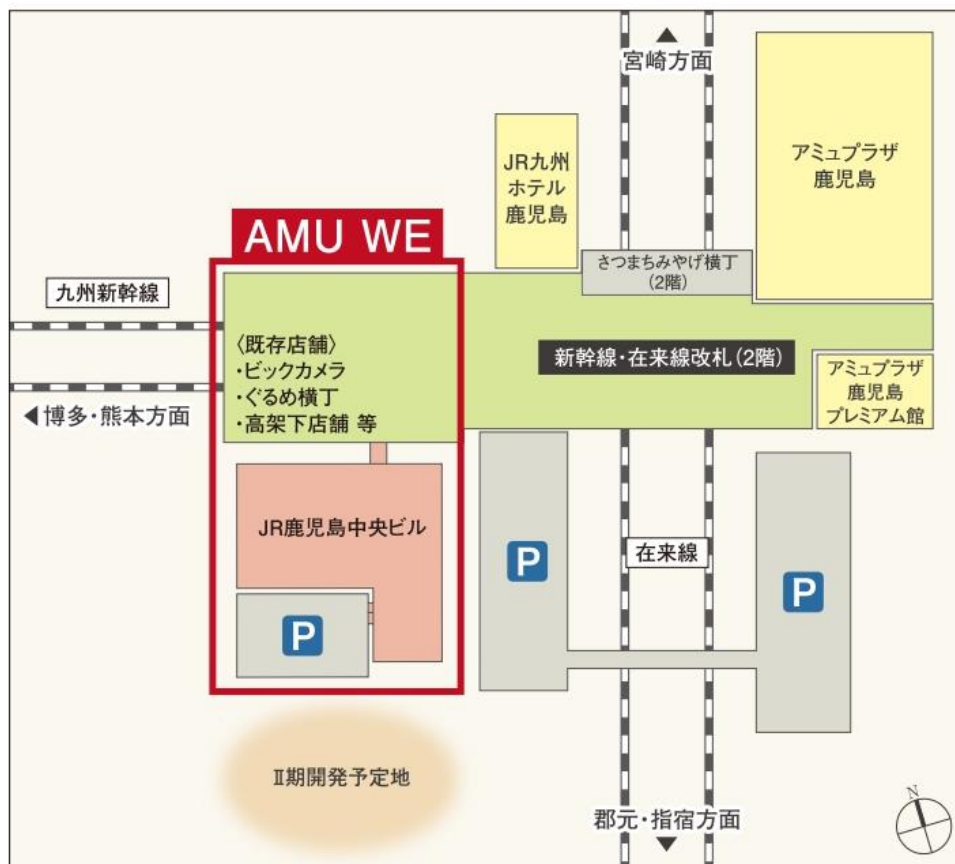 ▲
宮崎方面
アミュプラザ
鹿児島
JR九州
ホテル
鹿児島
AMU WE
さつまちみやげ横丁
(2階)
九州新幹線
〈既存店舗〉
・ビックカメラ
・ぐるめ横丁
・高架下店舗 等
新幹線・在来線改札(2階)
アミュプラザ
鹿児島
プレミアム館
◀博多・熊本方面
JR鹿児島中央ビル
在来線
P
P
P
Ⅱ期開発予定地
N
郡元・指宿方面
▼